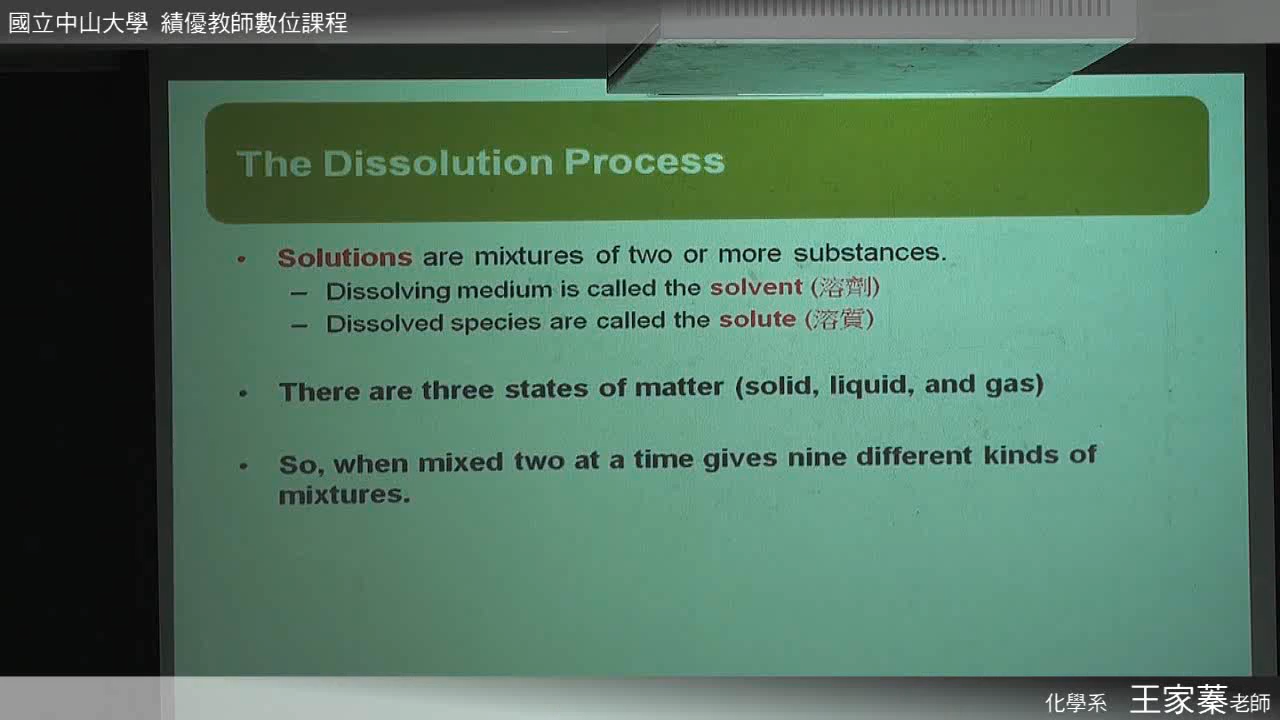 國立中山大學 績優教師數位課程
The Dissolution Process
• Solutions are mixtures of two or more substances.
– Dissolving medium is called the solvent (溶劑)
– Dissolved species are called the solute (溶質)
• There are three states of matter (solid, liquid, and gas)
• So, when mixed two at a time gives nine different kinds of
mixtures.
化學系 王家蓁老師